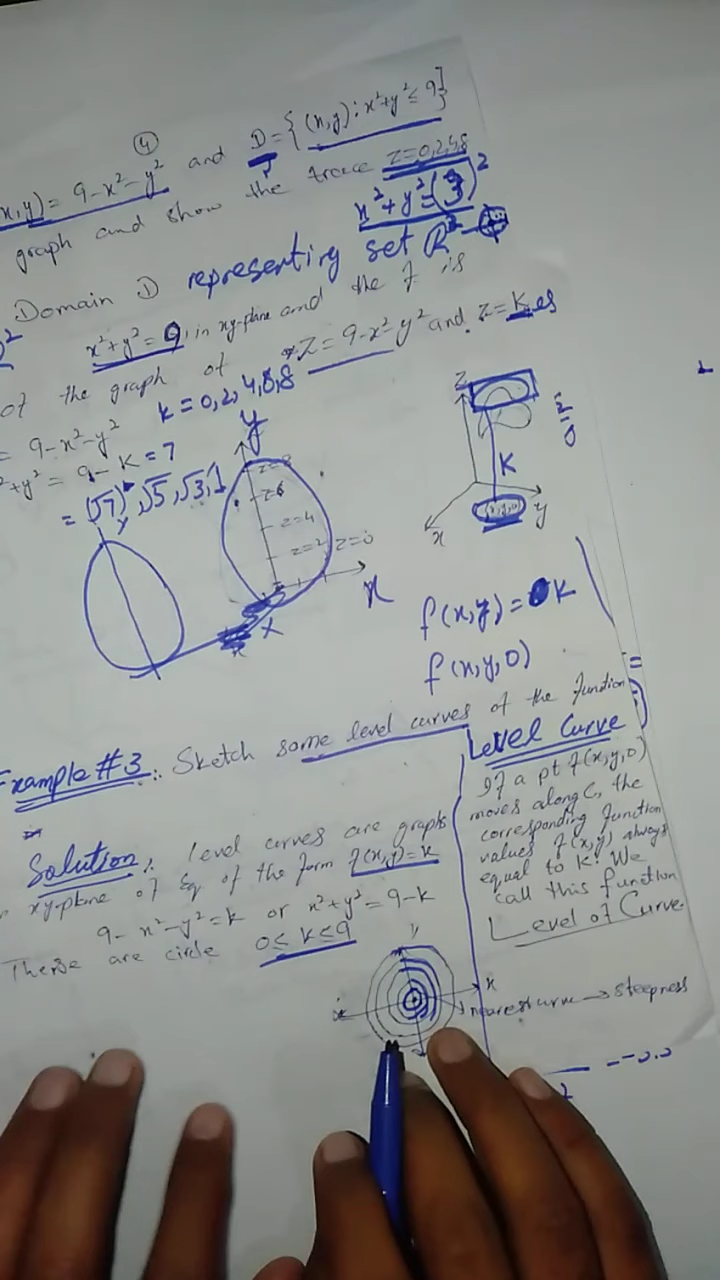 ④
x,y) = 9-x²-y² and D = {(x,y): x²+y² ≤ 9}
graph and show the trace z=0,2,4,8
x²+y²=(3)²
Domain D representing set R²
x²+y² = 9, in xy-plane and the f is
of the graph of z = 9-x²-y² and z = k
k = 0,2,4,6,8
= 9-x²-y²
+y² = 9-k = 7
= (√7)², √5, √3, 1
y
z=8
z=6
z=4
z=2
z=0
x
y
x
z
K
x
y
f(x,y) = K
f(x,y,0)
Example #3: Sketch some level curves of the function
Solution: Level curves are graphs
xy-plane of Eq of the form f(x,y)=k
9-x²-y²=k or x²+y²=9-k
These are circle 0≤k≤9
Level Curve
If a pt f(x,y,0)
moves along C, the
corresponding function
values f(x,y) always
equal to K. We
call this function
Level of Curve
y
x
nearest curve → steepness